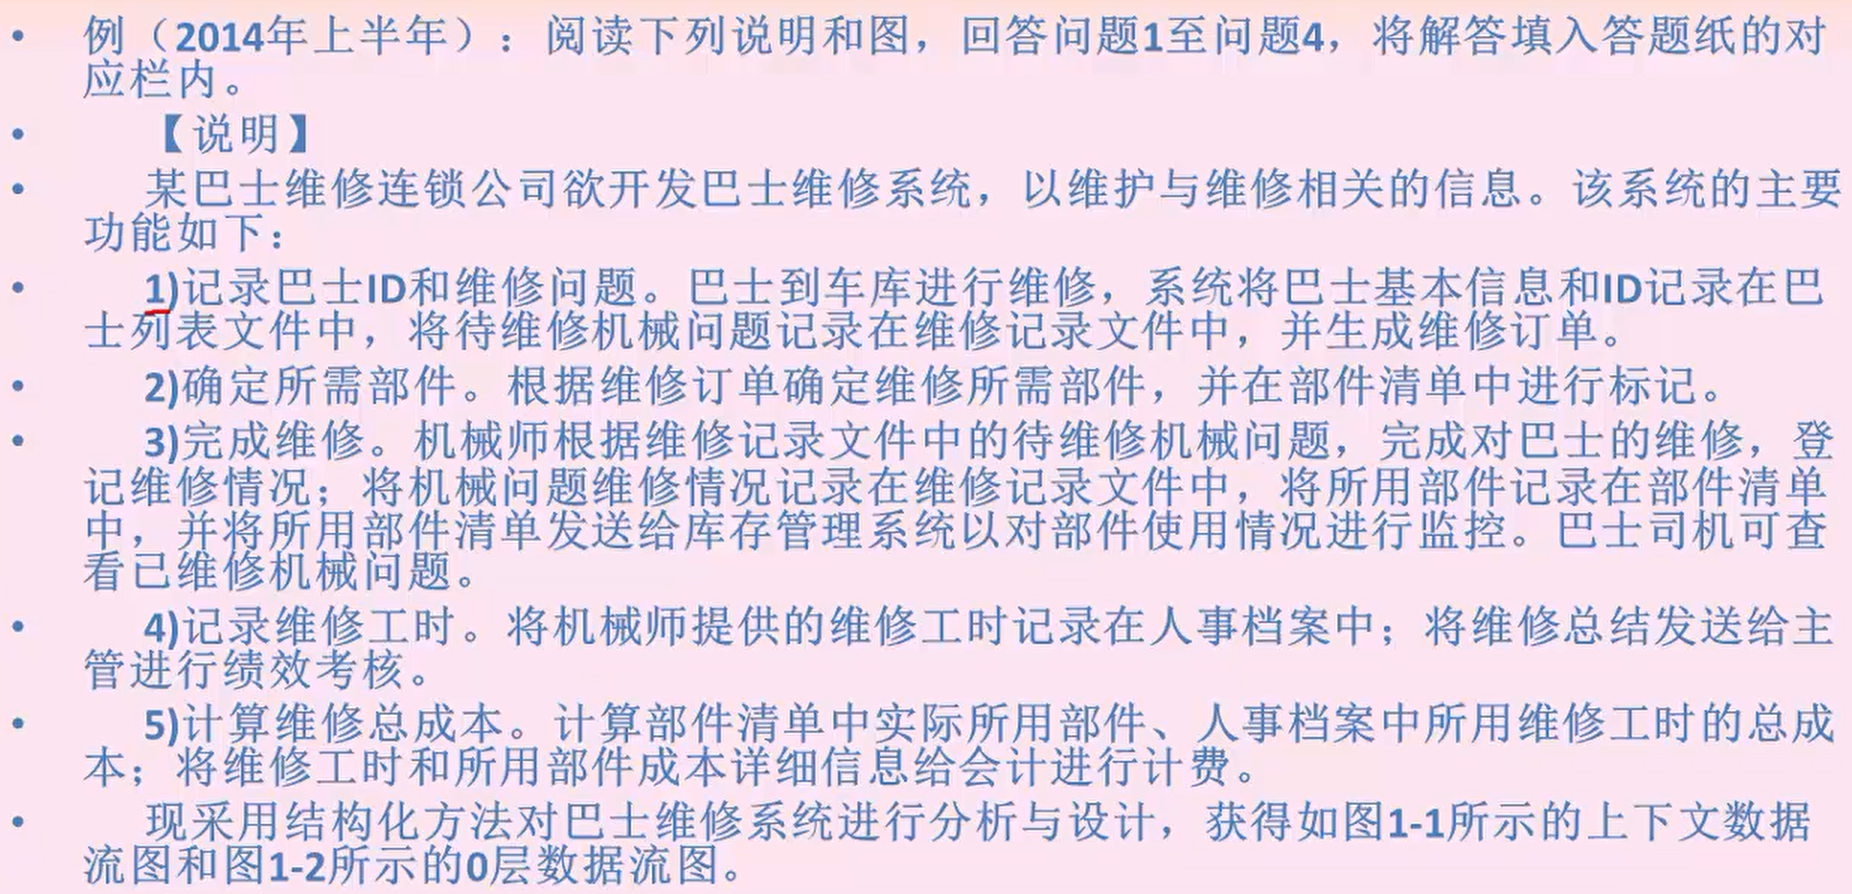 • 例（2014年上半年）：阅读下列说明和图，回答问题1至问题4，将解答填入答题纸的对
应栏内。
• 【说明】
• 某巴士维修连锁公司欲开发巴士维修系统，以维护与维修相关的信息。该系统的主要
功能如下：
• 1)记录巴士ID和维修问题。巴士到车库进行维修，系统将巴士基本信息和ID记录在巴
士列表文件中，将待维修机械问题记录在维修记录文件中，并生成维修订单。
• 2)确定所需部件。根据维修订单确定维修所需部件，并在部件清单中进行标记。
• 3)完成维修。机械师根据维修记录文件中的待维修机械问题，完成对巴士的维修，登
记维修情况；将机械问题维修情况记录在维修记录文件中，将所用部件记录在部件清单
中，并将所用部件清单发送给库存管理系统以对部件使用情况进行监控。巴士司机可查
看已维修机械问题。
• 4)记录维修工时。将机械师提供的维修工时记录在人事档案中；将维修总结发送给主
管进行绩效考核。
• 5)计算维修总成本。计算部件清单中实际所用部件、人事档案中所用维修工时的总成
本；将维修工时和所用部件成本详细信息给会计进行计费。
• 现采用结构化方法对巴士维修系统进行分析与设计，获得如图1-1所示的上下文数据
流图和图1-2所示的0层数据流图。